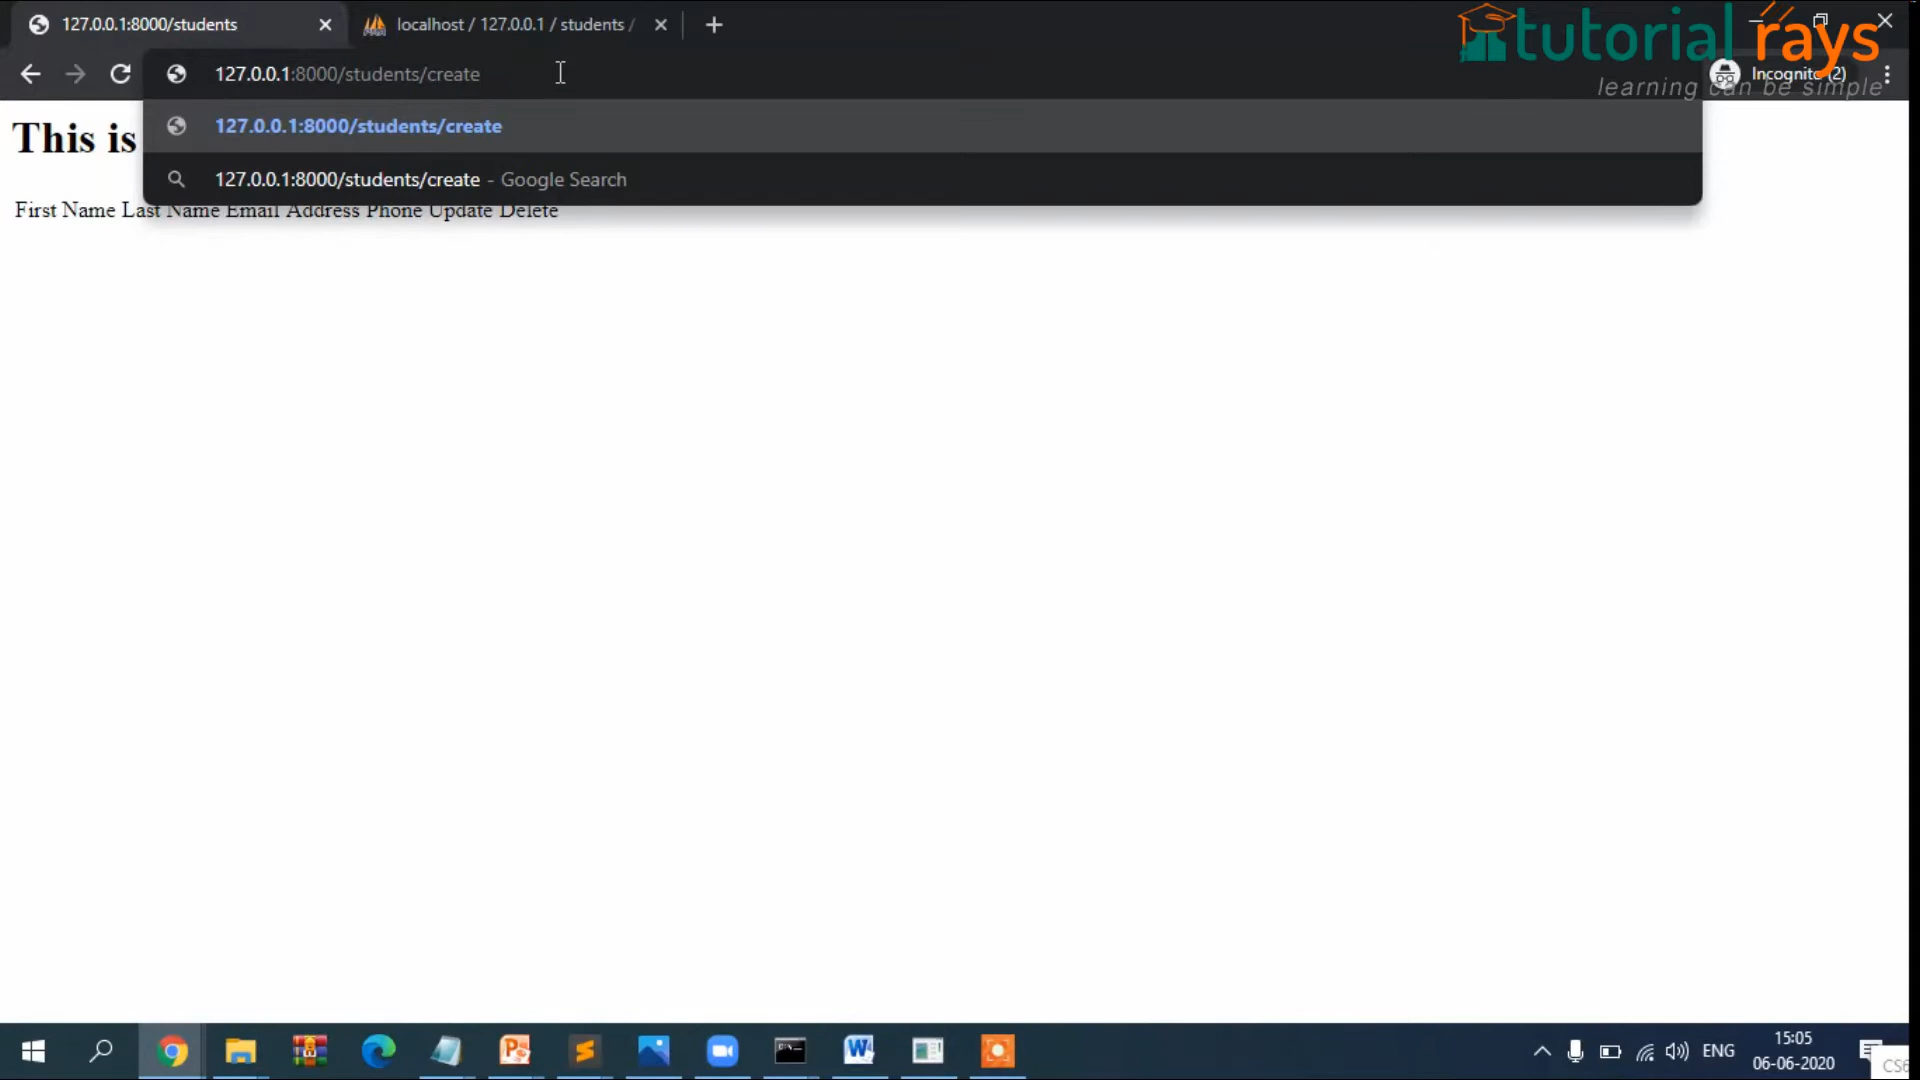 127.0.0.1:8000/students
localhost / 127.0.0.1 / students /
tutorial rays
learning can be simple
127.0.0.1:8000/students/create
Incognito (2)
127.0.0.1:8000/students/create
127.0.0.1:8000/students/create - Google Search
This is
First Name Last Name Email Address Phone Update Delete
ENG
15:05
06-06-2020